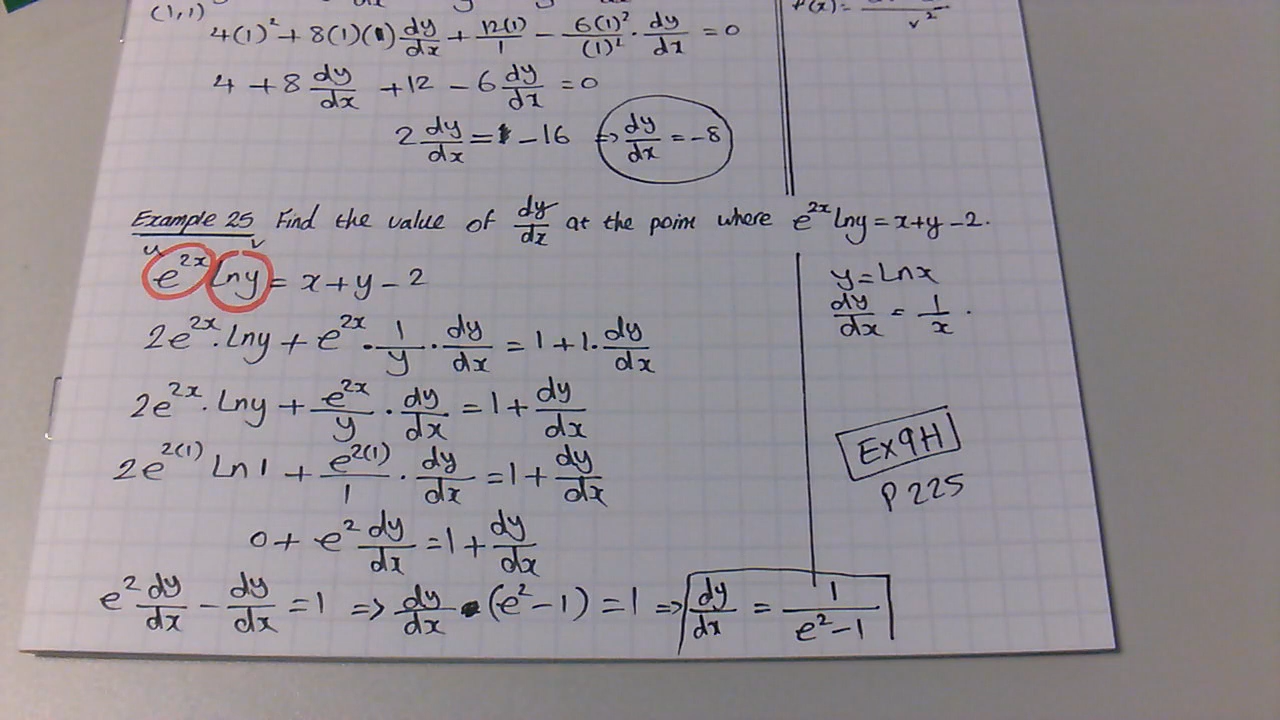 (1,1)
4(1)² + 8(1)(1) dy/dx + 12(1)/1 − 6(1)²/(1)² · dy/dx = 0
f(x) =
v²
4 + 8 dy/dx + 12 − 6 dy/dx = 0
2 dy/dx = −16 ⇒ dy/dx = −8
Example 25 Find the value of dy/dx at the point where e^2x lny = x+y−2.
u v
e^2x lny = x + y − 2
y = Lnx
2e^2x · Lny + e^2x · 1/y · dy/dx = 1 + 1 · dy/dx
dy/dx = 1/x .
2e^2x · Lny + e^2x/y · dy/dx = 1 + dy/dx
Ex 9H
2e^2(1) Ln 1 + e^2(1)/1 · dy/dx = 1 + dy/dx
P 225
0 + e² dy/dx = 1 + dy/dx
e² dy/dx − dy/dx = 1 ⇒ dy/dx · (e² − 1) = 1 ⇒ dy/dx = 1/(e² − 1)